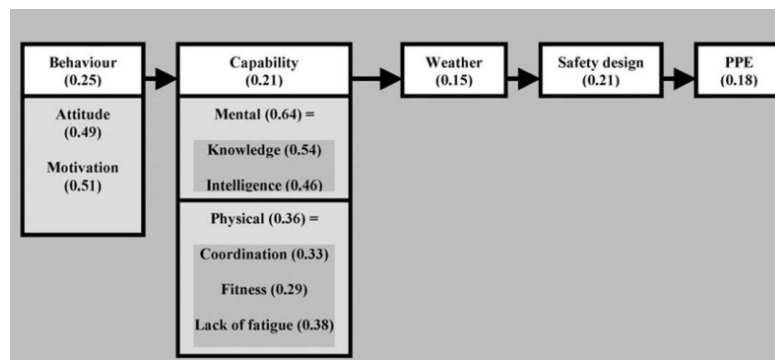 Behaviour
(0.25)
Attitude
(0.49)
Motivation
(0.51)
Capability
(0.21)
Mental (0.64) =
Knowledge (0.54)
Intelligence (0.46)
Physical (0.36) =
Coordination (0.33)
Fitness (0.29)
Lack of fatigue (0.38)
Weather
(0.15)
Safety design
(0.21)
PPE
(0.18)